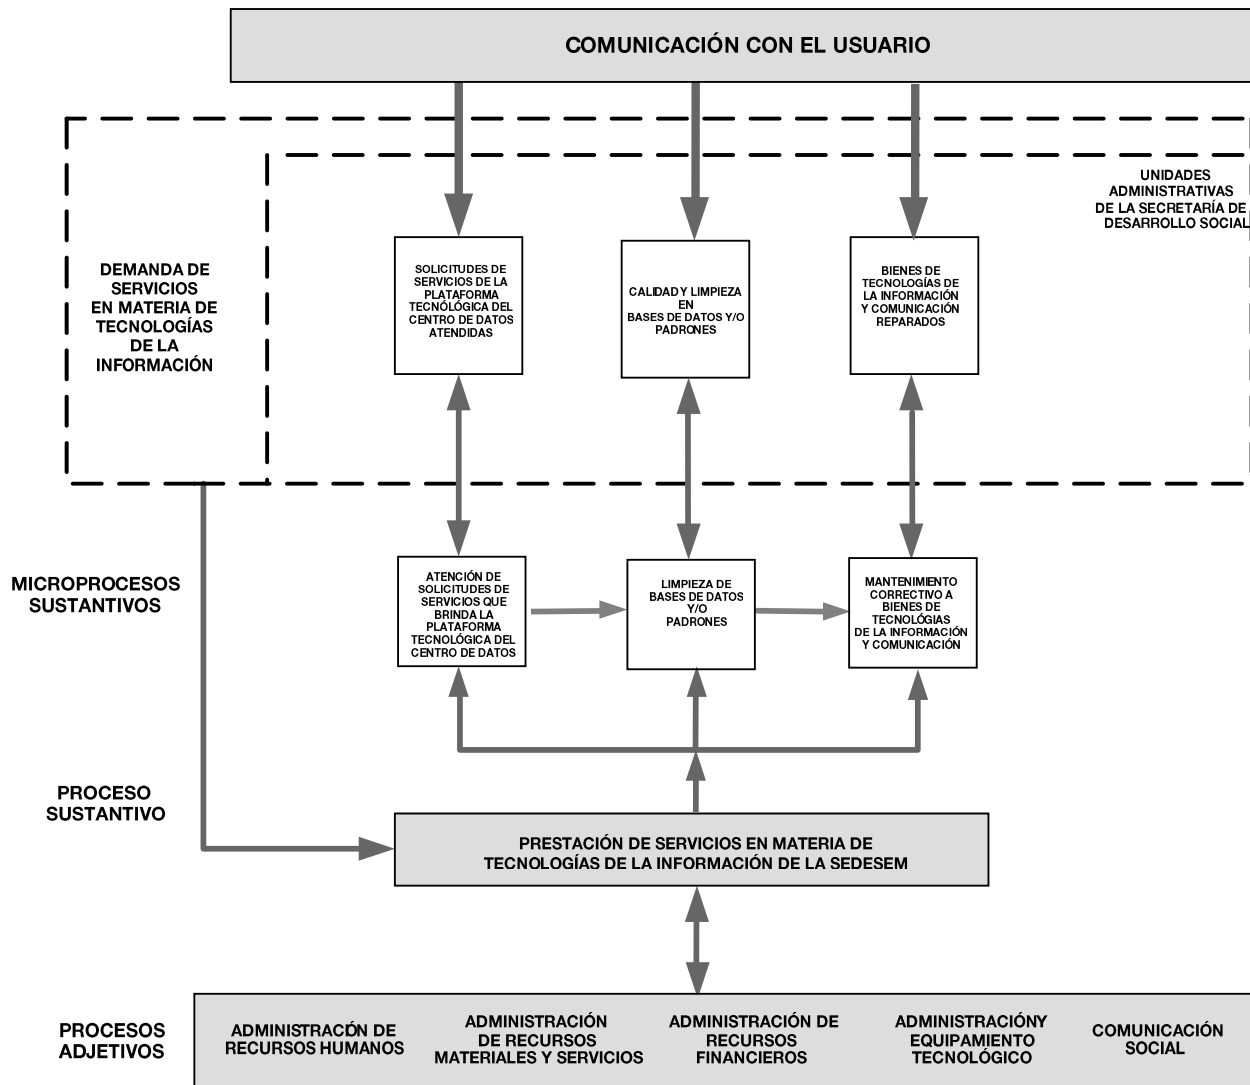 COMUNICACIÓN CON EL USUARIO
UNIDADES
ADMINISTRATIVAS
DE LA SECRETARÍA DE
DESARROLLO SOCIAL
DEMANDA DE
SERVICIOS
EN MATERIA DE
TECNOLOGÍAS
DE LA
INFORMACIÓN
SOLICITUDES DE
SERVICIOS DE LA
PLATAFORMA
TECNÓLÓGICA DEL
CENTRO DE DATOS
ATENDIDAS
CALIDAD Y LIMPIEZA
EN
BASES DE DATOS Y/O
PADRONES
BIENES DE
TECNOLOGÍAS DE
LA INFORMACIÓN
Y COMUNICACIÓN
REPARADOS
MICROPROCESOS
SUSTANTIVOS
ATENCIÓN DE
SOLICITUDES DE
SERVICIOS QUE
BRINDA LA
PLATAFORMA
TECNOLÓGICA DEL
CENTRO DE DATOS
LIMPIEZA DE
BASES DE DATOS
Y/O
PADRONES
MANTENIMIENTO
CORRECTIVO A
BIENES DE
TECNOLÓGIAS
DE LA INFORMACIÓN
Y COMUNICACIÓN
PROCESO
SUSTANTIVO
PRESTACIÓN DE SERVICIOS EN MATERIA DE
TECNOLOGÍAS DE LA INFORMACIÓN DE LA SEDESEM
PROCESOS
ADJETIVOS
ADMINISTRACIÓN DE
RECURSOS HUMANOS
ADMINISTRACIÓN
DE RECURSOS
MATERIALES Y SERVICIOS
ADMINISTRACIÓN DE
RECURSOS
FINANCIEROS
ADMINISTRACIÓNY
EQUIPAMIENTO
TECNOLÓGICO
COMUNICACIÓN
SOCIAL